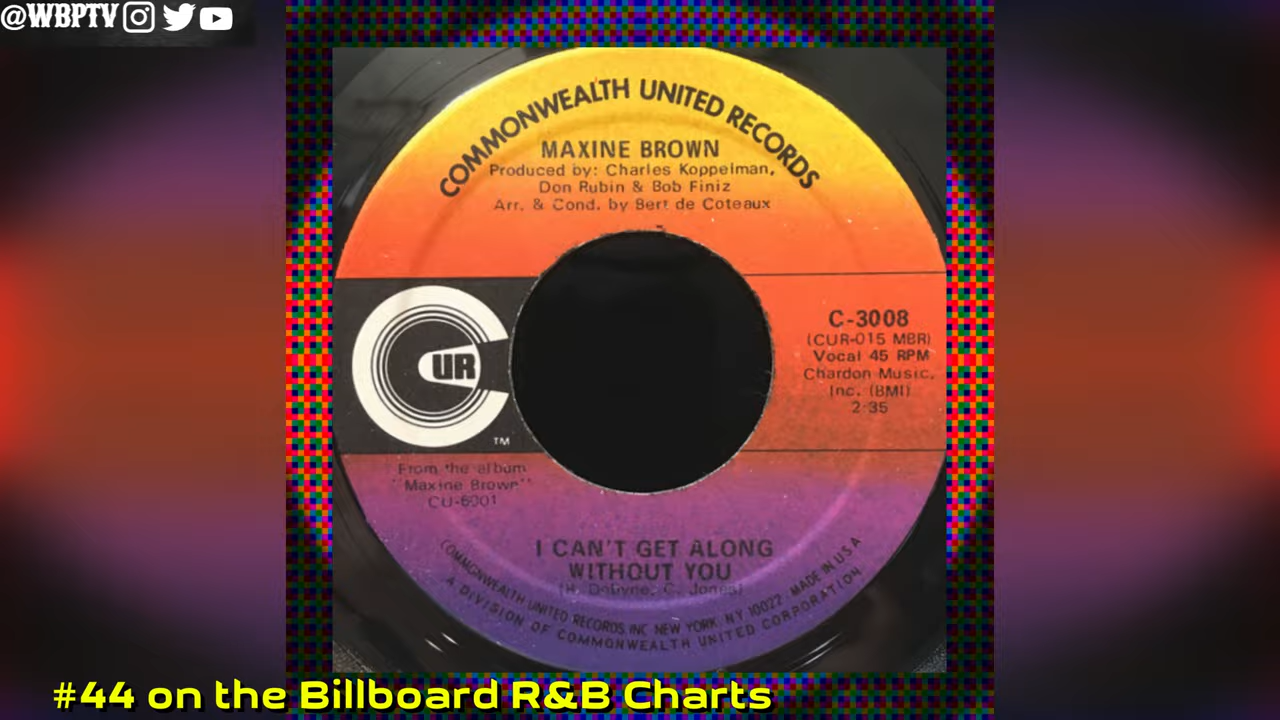 @WBPTV
COMMONWEALTH UNITED RECORDS
MAXINE BROWN
Produced by: Charles Koppelman,
Don Rubin & Bob Finiz
Arr. & Cond. by Bert de Coteaux
C-3008
(CUR-015 MBR)
Vocal 45 RPM
Chardon Music,
Inc. (BMI)
2:35
CUR
TM
From the album
"Maxine Brown"
CU-6001
I CAN'T GET ALONG
WITHOUT YOU
(H. DeGyne, C. Jones)
COMMONWEALTH UNITED RECORDS, INC. NEW YORK, NY 10022. MADE IN USA
A DIVISION OF COMMONWEALTH UNITED CORPORATION
#44 on the Billboard R&B Charts